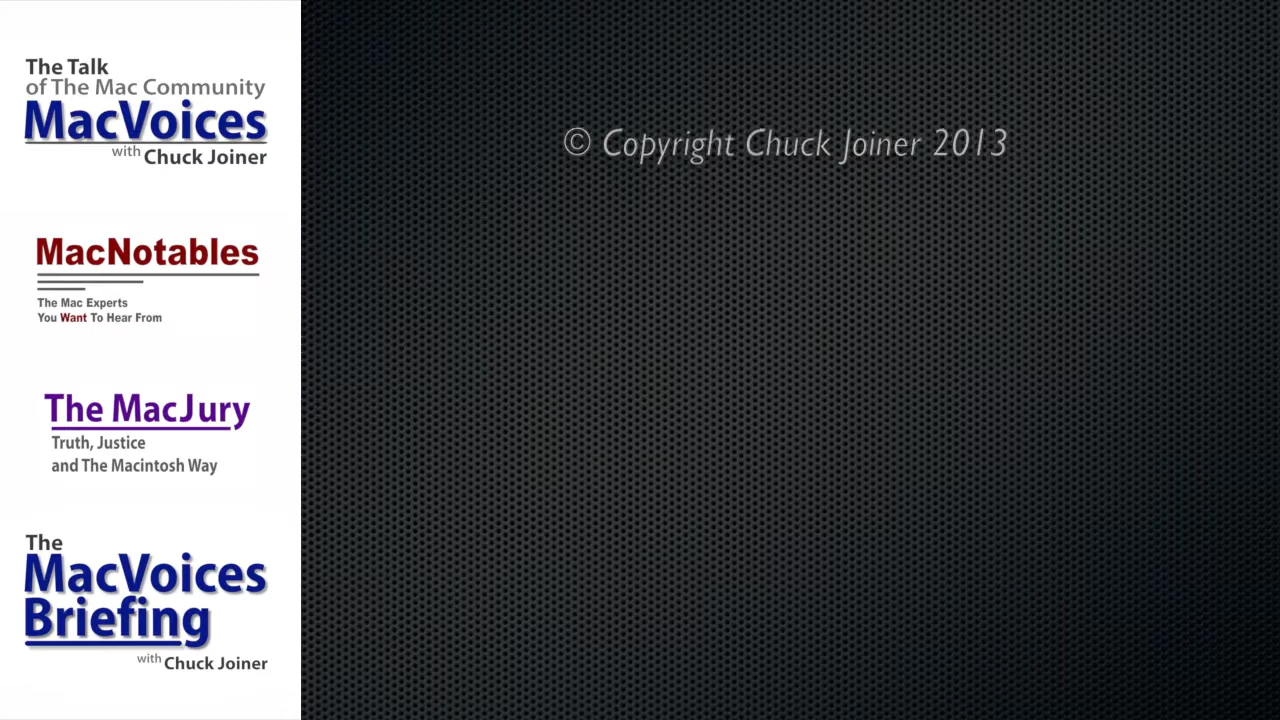 The Talk
of The Mac Community
MacVoices
with Chuck Joiner
MacNotables
The Mac Experts
You Want To Hear From
The MacJury
Truth, Justice
and The Macintosh Way
The
MacVoices
Briefing
with Chuck Joiner
© Copyright Chuck Joiner 2013